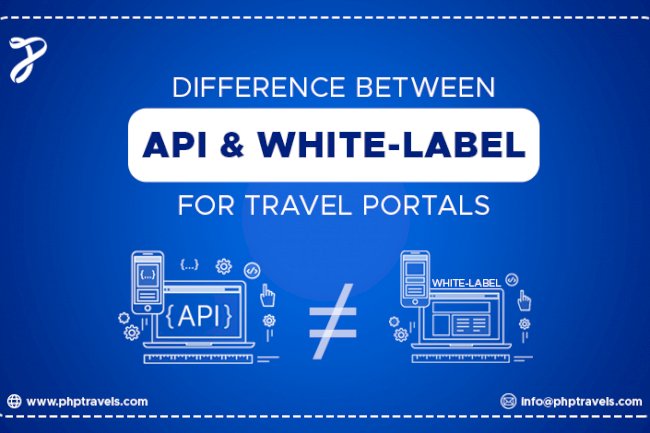 DIFFERENCE BETWEEN
API & WHITE-LABEL
FOR TRAVEL PORTALS
{...}
{...}
</>
{API}
≠
WHITE-LABEL
</>
www.phptravels.com
info@phptravels.com